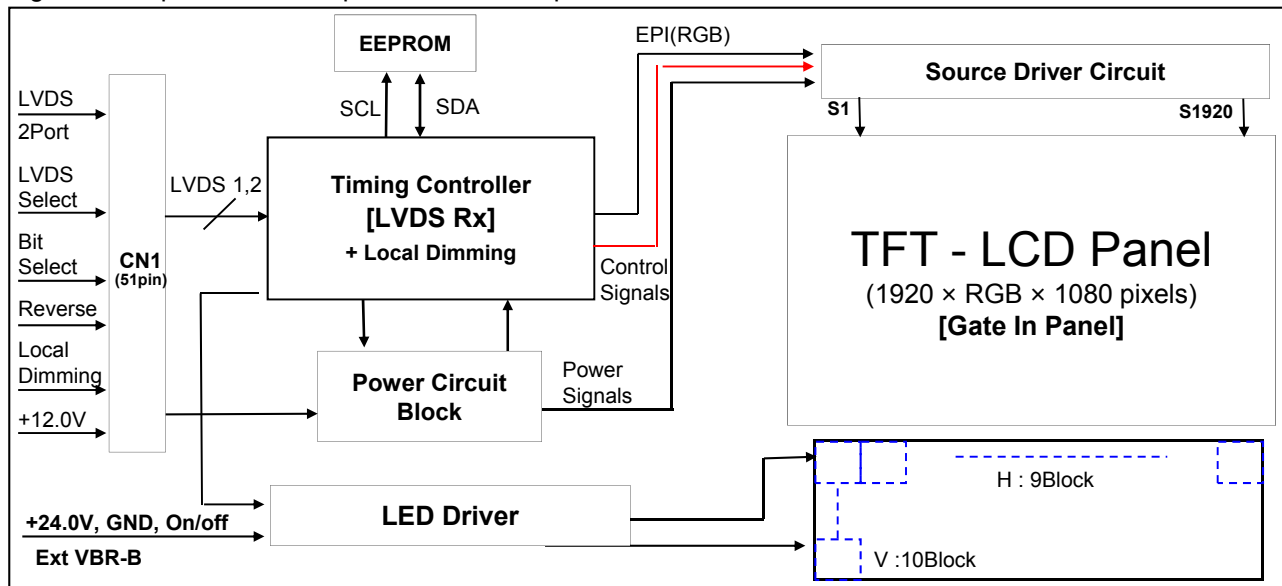 EEPROM
EPI(RGB)
Source Driver Circuit
S1
S1920
LVDS
2Port
LVDS
Select
Bit
Select
Reverse
Local
Dimming
+12.0V
CN1
(51pin)
LVDS 1,2
SCL
SDA
Timing Controller
[LVDS Rx]
+ Local Dimming
Control
Signals
Power Circuit
Block
Power
Signals
TFT - LCD Panel
(1920 × RGB × 1080 pixels)
[Gate In Panel]
+24.0V, GND, On/off
Ext VBR-B
LED Driver
H : 9Block
V :10Block